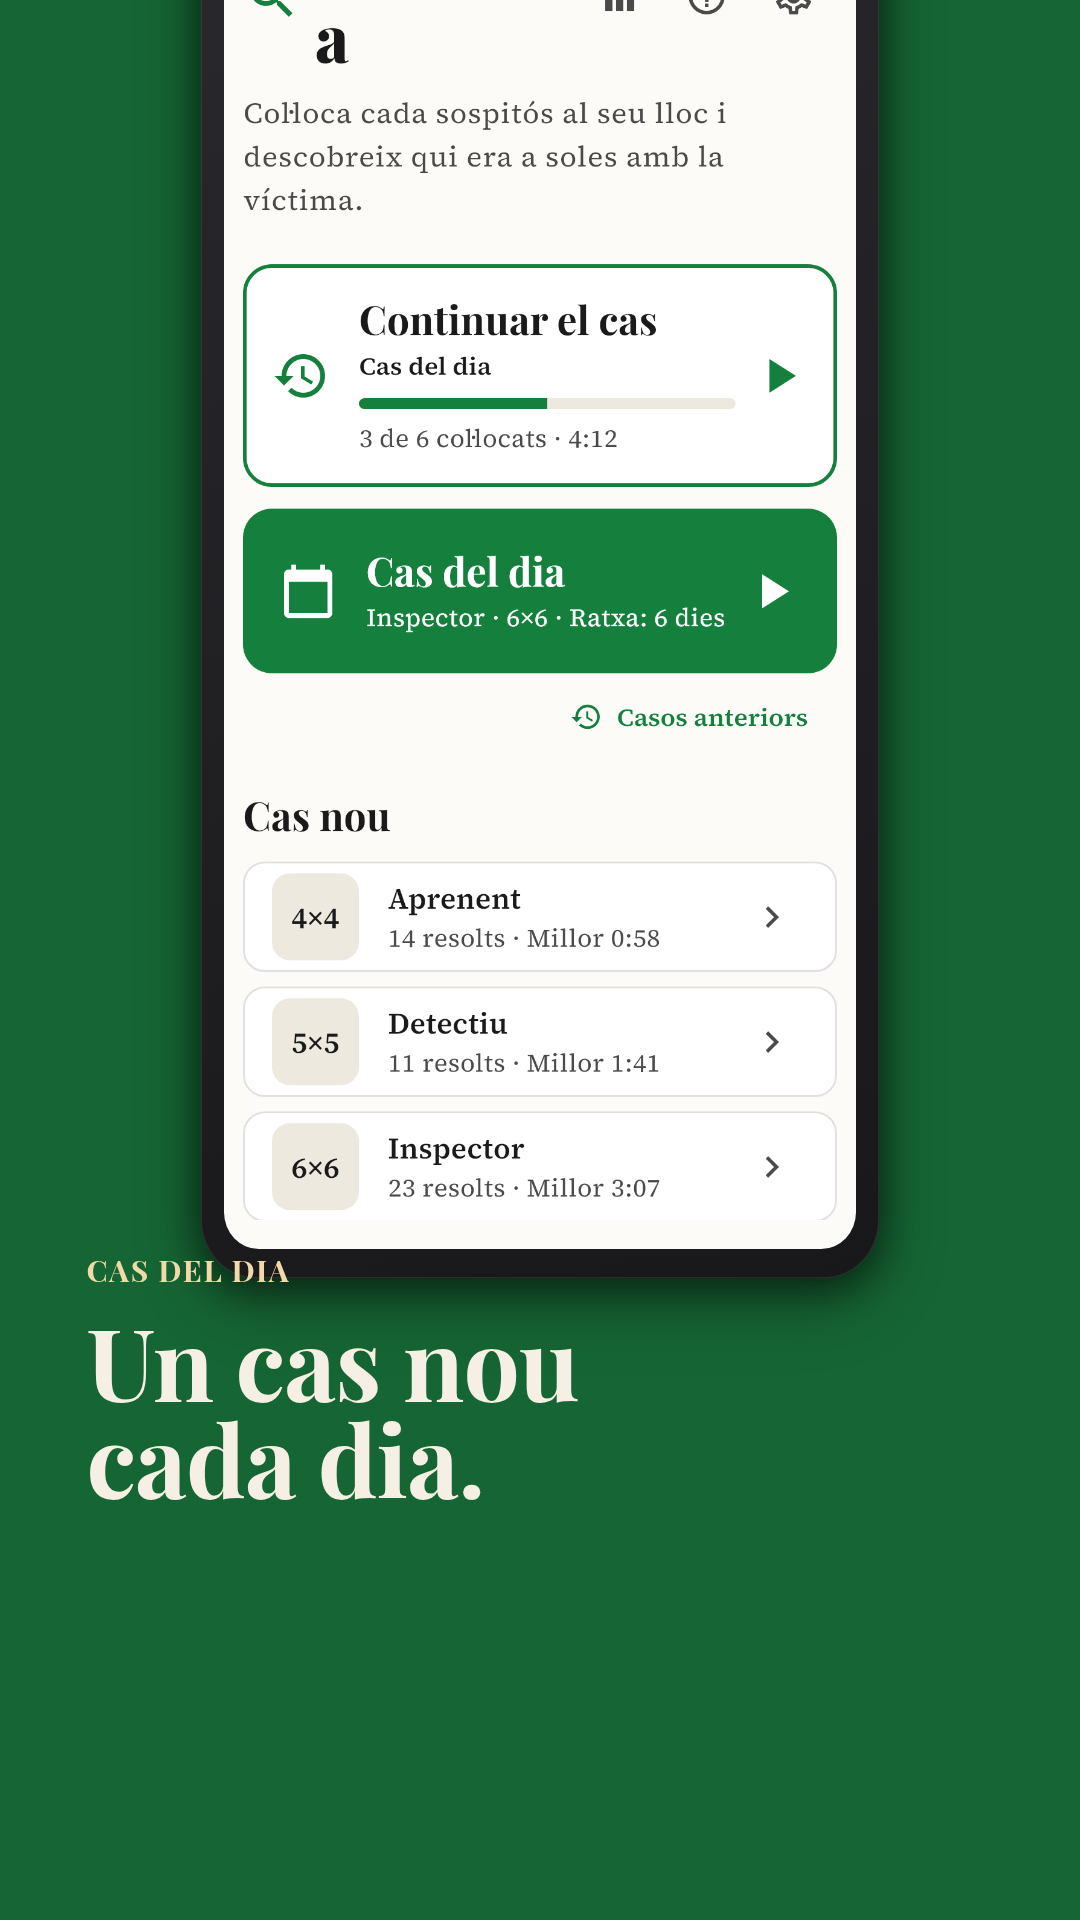 a
Col·loca cada sospitós al seu lloc i
descobreix qui era a soles amb la
víctima.
Continuar el cas
Cas del dia
3 de 6 col·locats · 4:12
Cas del dia
Inspector · 6×6 · Ratxa: 6 dies
Casos anteriors
Cas nou
4×4
Aprenent
14 resolts · Millor 0:58
5×5
Detectiu
11 resolts · Millor 1:41
6×6
Inspector
23 resolts · Millor 3:07
CAS DEL DIA
Un cas nou
cada dia.